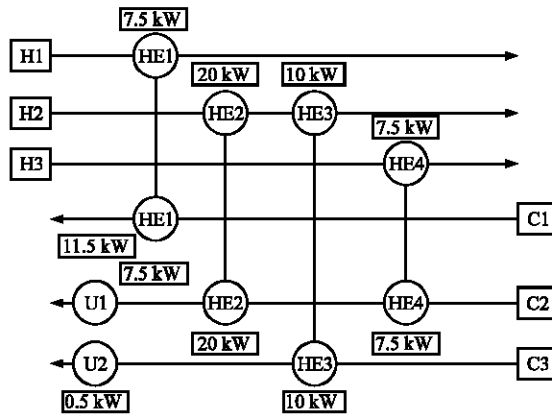 7.5 kW
H1 HE1
20 kW 10 kW
H2 HE2 HE3
7.5 kW
H3 HE4
HE1 C1
11.5 kW
7.5 kW
U1 HE2 HE4 C2
20 kW 7.5 kW
U2 HE3 C3
0.5 kW 10 kW